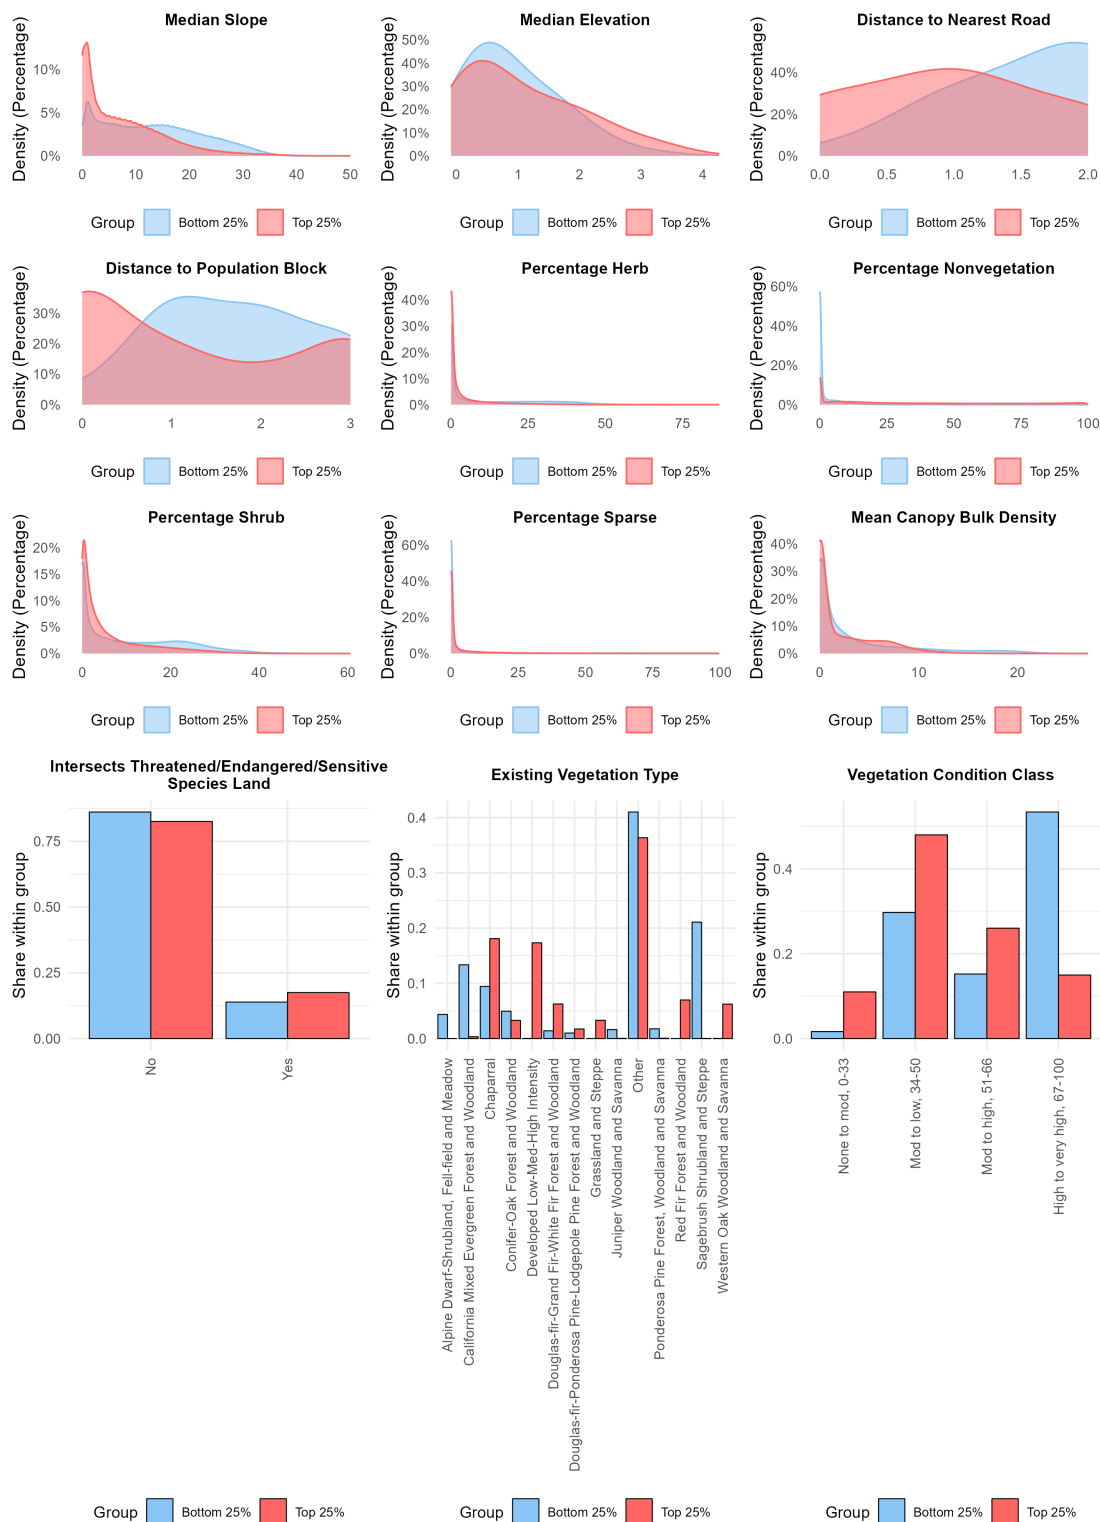 Median Slope
Density (Percentage)
10%
5%
0%
0 10 20 30 40 50
Group Bottom 25% Top 25%
Median Elevation
Density (Percentage)
50%
40%
30%
20%
10%
0%
0 1 2 3 4
Group Bottom 25% Top 25%
Distance to Nearest Road
Density (Percentage)
40%
20%
0%
0.0 0.5 1.0 1.5 2.0
Group Bottom 25% Top 25%
Distance to Population Block
Density (Percentage)
30%
20%
10%
0%
0 1 2 3
Group Bottom 25% Top 25%
Percentage Herb
Density (Percentage)
40%
30%
20%
10%
0%
0 25 50 75
Group Bottom 25% Top 25%
Percentage Nonvegetation
Density (Percentage)
60%
40%
20%
0%
0 25 50 75 100
Group Bottom 25% Top 25%
Percentage Shrub
Density (Percentage)
20%
15%
10%
5%
0%
0 20 40 60
Group Bottom 25% Top 25%
Percentage Sparse
Density (Percentage)
60%
40%
20%
0%
0 25 50 75 100
Group Bottom 25% Top 25%
Mean Canopy Bulk Density
Density (Percentage)
40%
30%
20%
10%
0%
0 10 20
Group Bottom 25% Top 25%
Intersects Threatened/Endangered/Sensitive
Species Land
Share within group
0.75
0.50
0.25
0.00
No
Yes
Group Bottom 25% Top 25%
Existing Vegetation Type
Share within group
0.4
0.3
0.2
0.1
0.0
Alpine Dwarf-Shrubland, Fell-field and Meadow
California Mixed Evergreen Forest and Woodland
Chaparral
Conifer-Oak Forest and Woodland
Developed Low-Med-High Intensity
Douglas-fir-Grand Fir-White Fir Forest and Woodland
Douglas-fir-Ponderosa Pine-Lodgepole Pine Forest and Woodland
Grassland and Steppe
Juniper Woodland and Savanna
Other
Ponderosa Pine Forest, Woodland and Savanna
Red Fir Forest and Woodland
Sagebrush Shrubland and Steppe
Western Oak Woodland and Savanna
Group Bottom 25% Top 25%
Vegetation Condition Class
Share within group
0.4
0.2
0.0
None to mod, 0-33
Mod to low, 34-50
Mod to high, 51-66
High to very high, 67-100
Group Bottom 25% Top 25%